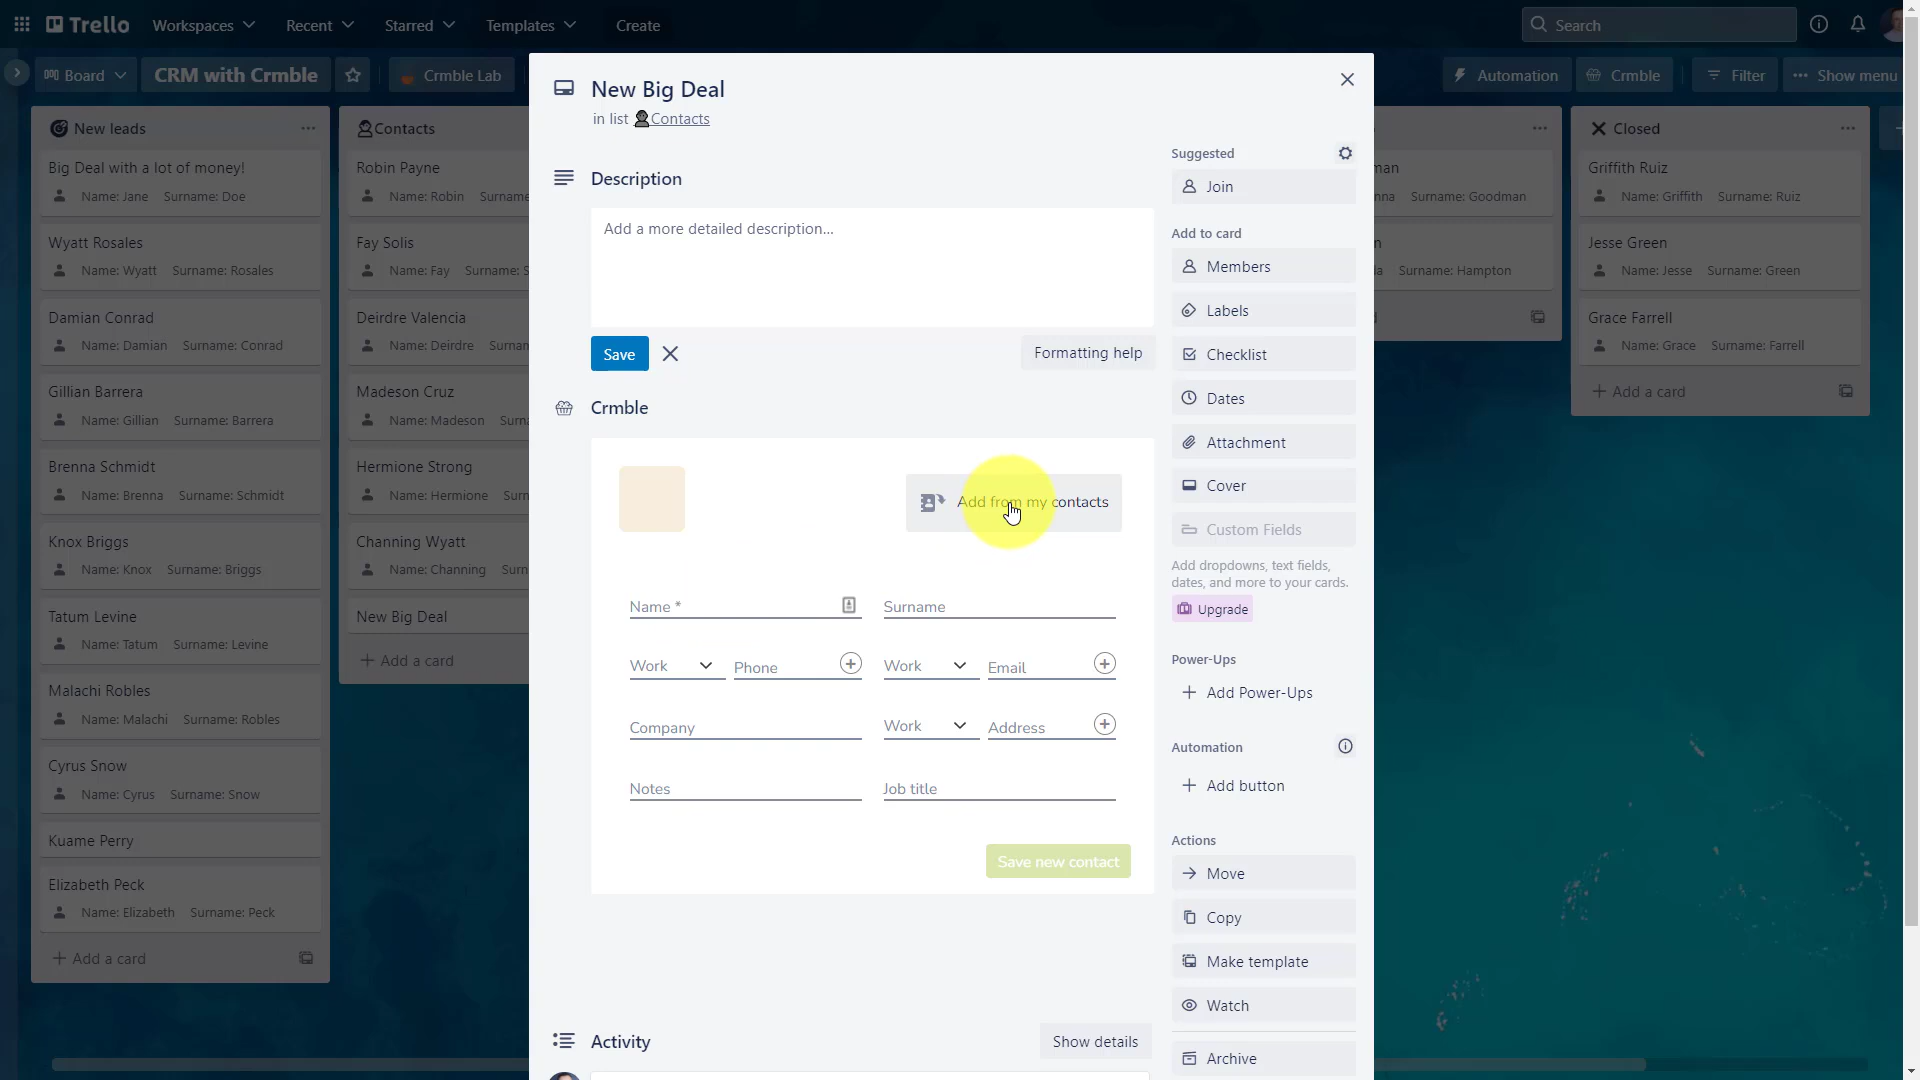 Trello Workspaces Recent Starred Templates Create Search
Board CRM with Crmble Crmble Lab Automation Crmble Filter Show menu
New leads
Big Deal with a lot of money!
Name: Jane Surname: Doe
Wyatt Rosales
Name: Wyatt Surname: Rosales
Damian Conrad
Name: Damian Surname: Conrad
Gillian Barrera
Name: Gillian Surname: Barrera
Brenna Schmidt
Name: Brenna Surname: Schmidt
Knox Briggs
Name: Knox Surname: Briggs
Tatum Levine
Name: Tatum Surname: Levine
Malachi Robles
Name: Malachi Surname: Robles
Cyrus Snow
Name: Cyrus Surname: Snow
Kuame Perry
Elizabeth Peck
Name: Elizabeth Surname: Peck
+ Add a card
Contacts
Robin Payne
Name: Robin Surname
Fay Solis
Name: Fay Surname: S
Deirdre Valencia
Name: Deirdre Surnam
Madeson Cruz
Name: Madeson Surna
Hermione Strong
Name: Hermione Surn
Channing Wyatt
Name: Channing Surn
New Big Deal
+ Add a card
New Big Deal
in list Contacts
Description
Add a more detailed description...
Save
Formatting help
Crmble
Add from my contacts
Name * Surname
Work Phone Work Email
Company Work Address
Notes Job title
Save new contact
Activity
Show details
Suggested
Join
Add to card
Members
Labels
Checklist
Dates
Attachment
Cover
Custom Fields
Add dropdowns, text fields,
dates, and more to your cards.
Upgrade
Power-Ups
+ Add Power-Ups
Automation
+ Add button
Actions
Move
Copy
Make template
Watch
Archive
man
nna Surname: Goodman
n
la Surname: Hampton
d
Closed
Griffith Ruiz
Name: Griffith Surname: Ruiz
Jesse Green
Name: Jesse Surname: Green
Grace Farrell
Name: Grace Surname: Farrell
+ Add a card